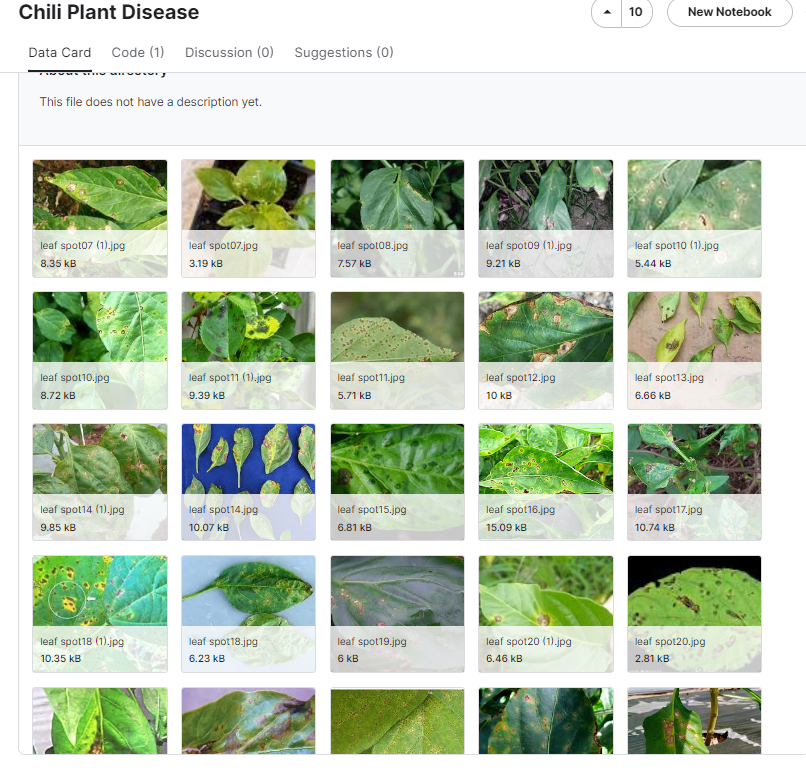 Chili Plant Disease
10
New Notebook
Data Card
Code (1)
Discussion (0)
Suggestions (0)
About this directory
This file does not have a description yet.
leaf spot07 (1).jpg
8.35 kB
leaf spot07.jpg
3.19 kB
leaf spot08.jpg
7.57 kB
leaf spot09 (1).jpg
9.21 kB
leaf spot10 (1).jpg
5.44 kB
leaf spot10.jpg
8.72 kB
leaf spot11 (1).jpg
9.39 kB
leaf spot11.jpg
5.71 kB
leaf spot12.jpg
10 kB
leaf spot13.jpg
6.66 kB
leaf spot14 (1).jpg
9.85 kB
leaf spot14.jpg
10.07 kB
leaf spot15.jpg
6.81 kB
leaf spot16.jpg
15.09 kB
leaf spot17.jpg
10.74 kB
leaf spot18 (1).jpg
10.35 kB
leaf spot18.jpg
6.23 kB
leaf spot19.jpg
6 kB
leaf spot20 (1).jpg
6.46 kB
leaf spot20.jpg
2.81 kB